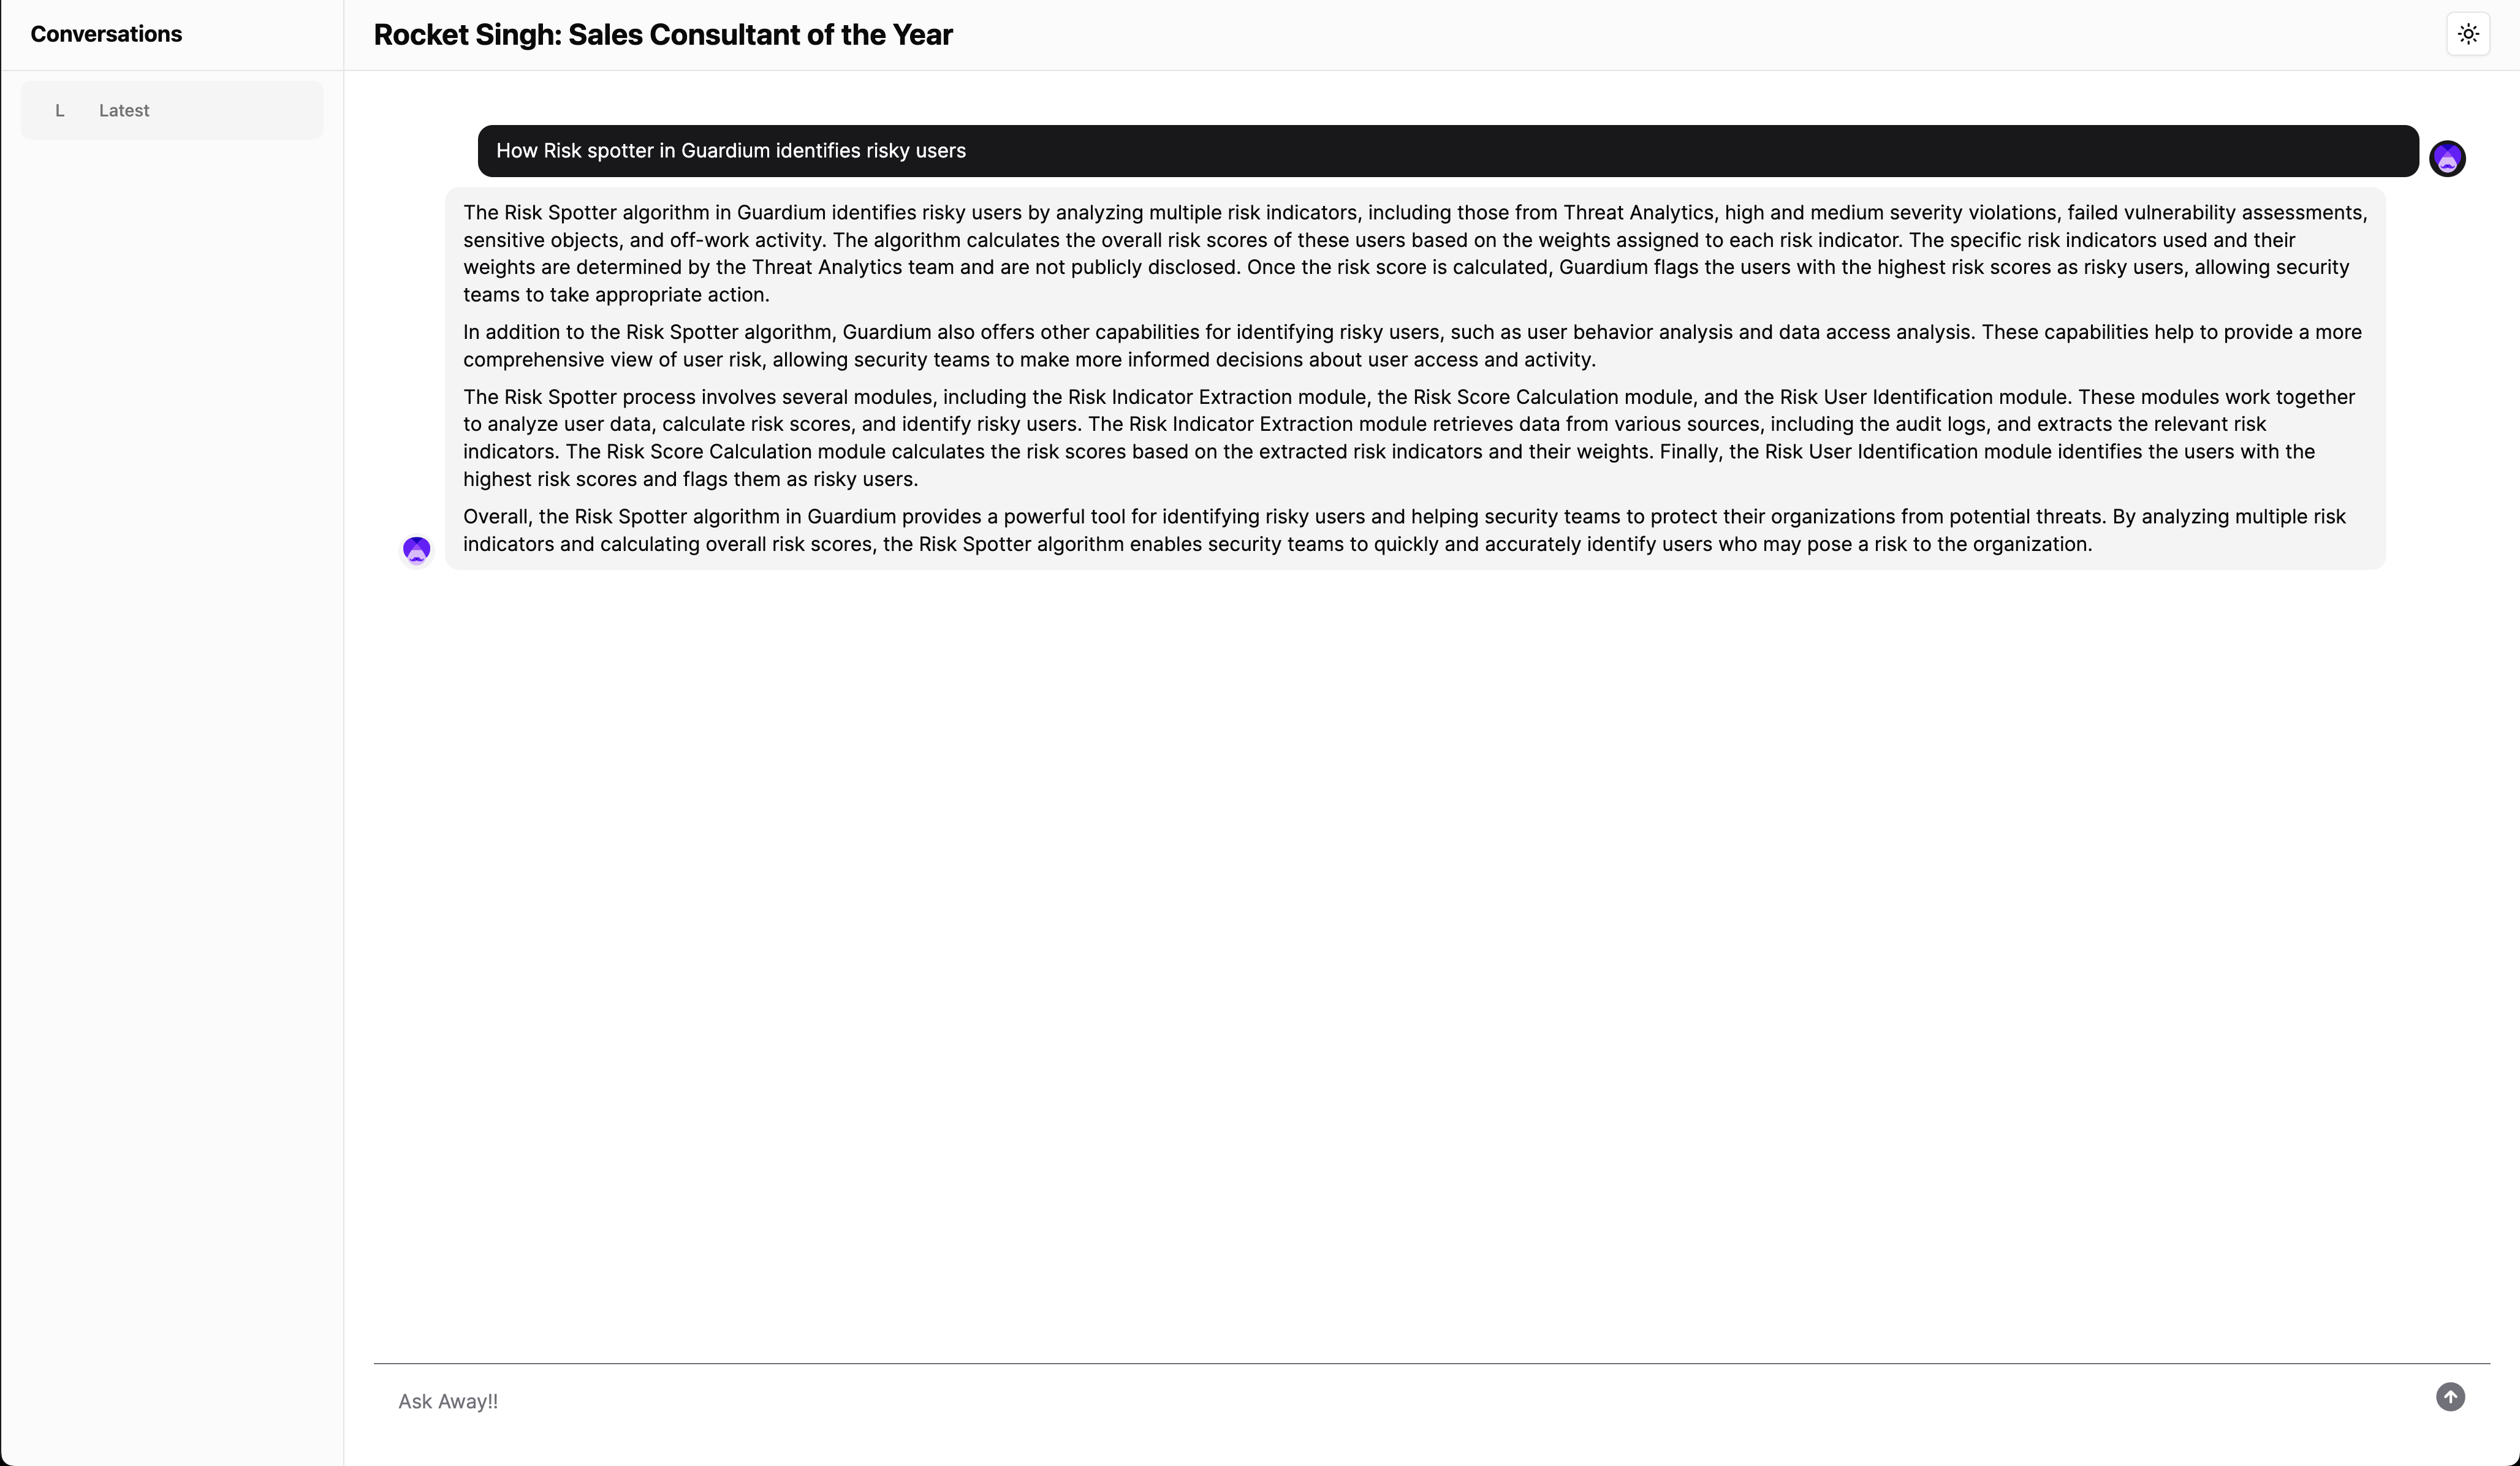 Conversations
Rocket Singh: Sales Consultant of the Year
L Latest
How Risk spotter in Guardium identifies risky users
The Risk Spotter algorithm in Guardium identifies risky users by analyzing multiple risk indicators, including those from Threat Analytics, high and medium severity violations, failed vulnerability assessments,
sensitive objects, and off-work activity. The algorithm calculates the overall risk scores of these users based on the weights assigned to each risk indicator. The specific risk indicators used and their
weights are determined by the Threat Analytics team and are not publicly disclosed. Once the risk score is calculated, Guardium flags the users with the highest risk scores as risky users, allowing security
teams to take appropriate action.
In addition to the Risk Spotter algorithm, Guardium also offers other capabilities for identifying risky users, such as user behavior analysis and data access analysis. These capabilities help to provide a more
comprehensive view of user risk, allowing security teams to make more informed decisions about user access and activity.
The Risk Spotter process involves several modules, including the Risk Indicator Extraction module, the Risk Score Calculation module, and the Risk User Identification module. These modules work together
to analyze user data, calculate risk scores, and identify risky users. The Risk Indicator Extraction module retrieves data from various sources, including the audit logs, and extracts the relevant risk
indicators. The Risk Score Calculation module calculates the risk scores based on the extracted risk indicators and their weights. Finally, the Risk User Identification module identifies the users with the
highest risk scores and flags them as risky users.
Overall, the Risk Spotter algorithm in Guardium provides a powerful tool for identifying risky users and helping security teams to protect their organizations from potential threats. By analyzing multiple risk
indicators and calculating overall risk scores, the Risk Spotter algorithm enables security teams to quickly and accurately identify users who may pose a risk to the organization.
Ask Away!!